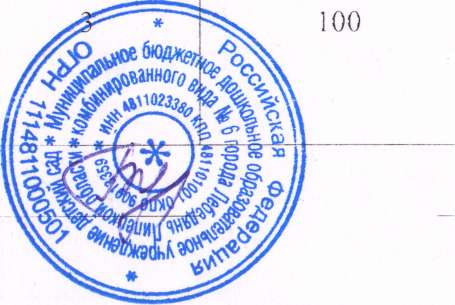 3 100
Российская Федерация * ОГРН 1114811000501 *
Муниципальное бюджетное дошкольное образовательное учреждение детский сад *
комбинированного вида № 6 города Лебедянь Липецкой области *
ИНН 4811023380 КПП 481101001 ОКПО